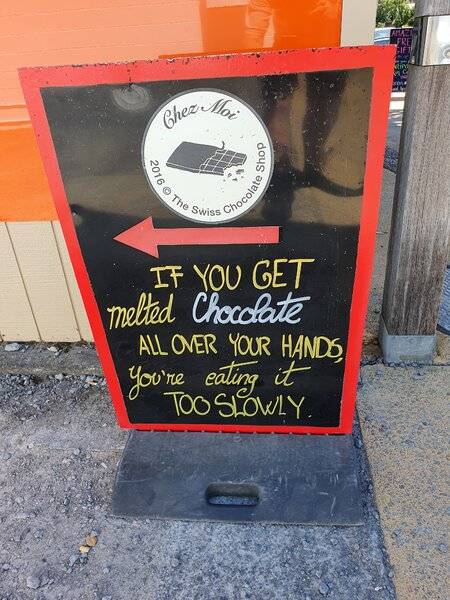 Chez Moi
2016 © The Swiss Chocolate Shop
IF YOU GET
melted Chocolate
ALL OVER YOUR HANDS,
You're eating it
TOO SLOWLY.